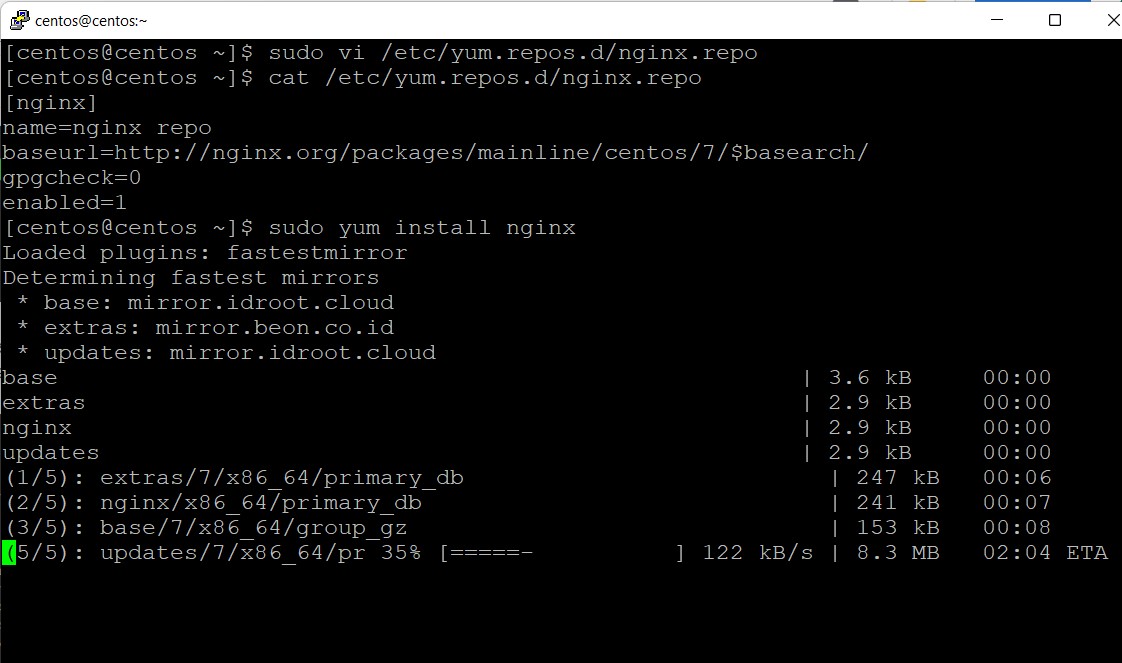 centos@centos:~
[centos@centos ~]$ sudo vi /etc/yum.repos.d/nginx.repo
[centos@centos ~]$ cat /etc/yum.repos.d/nginx.repo
[nginx]
name=nginx repo
baseurl=http://nginx.org/packages/mainline/centos/7/$basearch/
gpgcheck=0
enabled=1
[centos@centos ~]$ sudo yum install nginx
Loaded plugins: fastestmirror
Determining fastest mirrors
 * base: mirror.idroot.cloud
 * extras: mirror.beon.co.id
 * updates: mirror.idroot.cloud
base | 3.6 kB 00:00
extras | 2.9 kB 00:00
nginx | 2.9 kB 00:00
updates | 2.9 kB 00:00
(1/5): extras/7/x86_64/primary_db | 247 kB 00:06
(2/5): nginx/x86_64/primary_db | 241 kB 00:07
(3/5): base/7/x86_64/group_gz | 153 kB 00:08
(5/5): updates/7/x86_64/pr 35% [=====- ] 122 kB/s | 8.3 MB 02:04 ETA